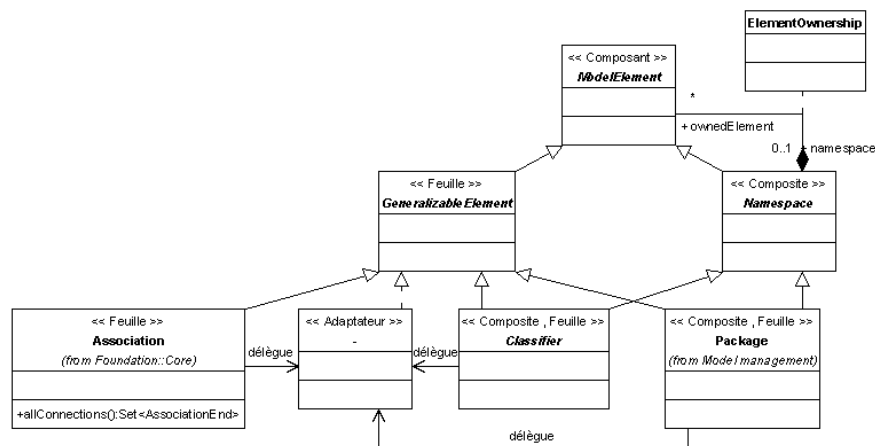 ElementOwnership
<< Composant >>
ModelElement
*
+ ownedElement
0..1 + namespace
<< Feuille >>
GeneralizableElement
<< Composite >>
Namespace
<< Feuille >>
Association
(from Foundation::Core)
+allConnections():Set<AssociationEnd>
délègue
<< Adaptateur >>
-
délègue
<< Composite , Feuille >>
Classifier
<< Composite , Feuille >>
Package
(from Model management)
délègue